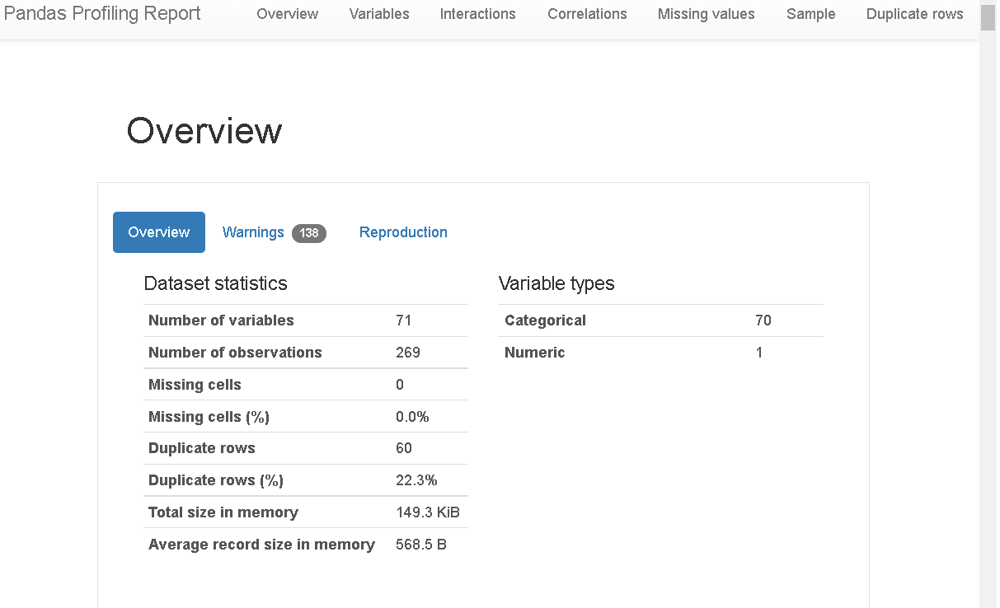 Pandas Profiling Report Overview Variables Interactions Correlations Missing values Sample Duplicate rows
Overview
Overview Warnings 138 Reproduction
Dataset statistics
Number of variables 71
Number of observations 269
Missing cells 0
Missing cells (%) 0.0%
Duplicate rows 60
Duplicate rows (%) 22.3%
Total size in memory 149.3 KiB
Average record size in memory 568.5 B
Variable types
Categorical 70
Numeric 1